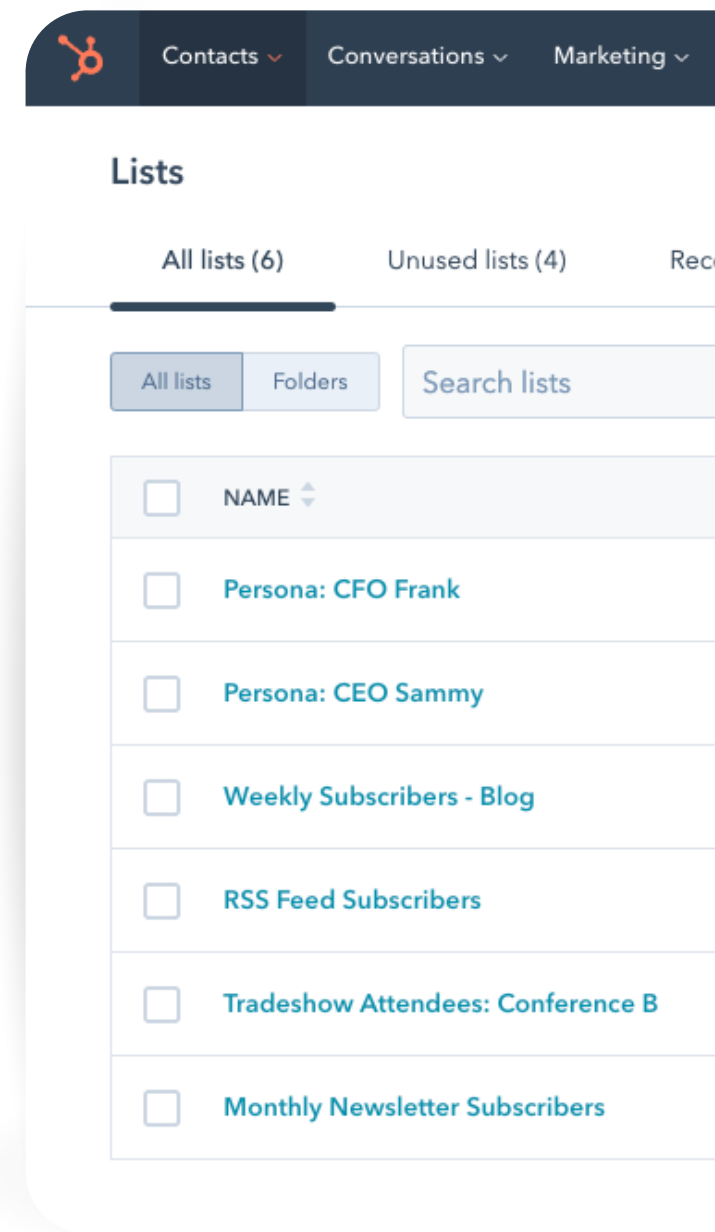 Contacts Conversations Marketing
Lists
All lists (6) Unused lists (4)
All lists Folders Search lists
NAME
Persona: CFO Frank
Persona: CEO Sammy
Weekly Subscribers - Blog
RSS Feed Subscribers
Tradeshow Attendees: Conference B
Monthly Newsletter Subscribers